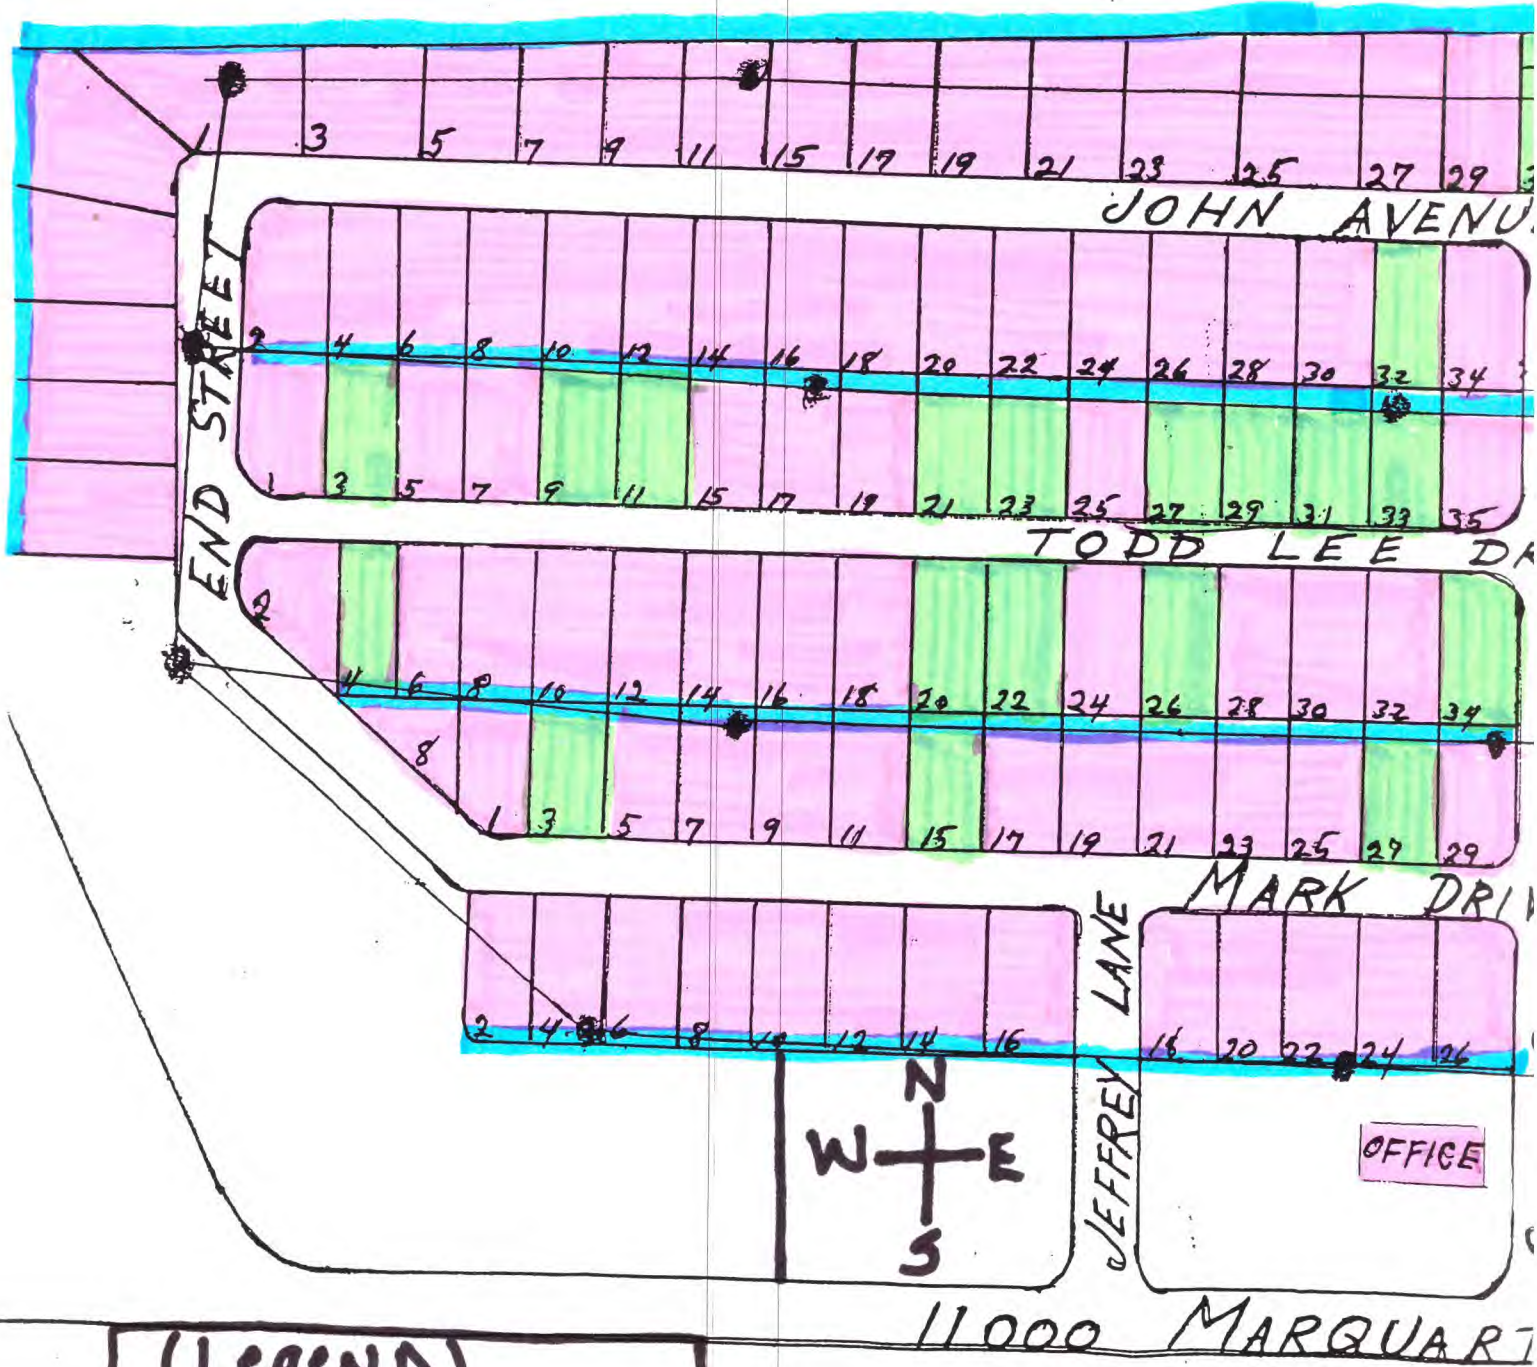 1 3 5 7 9 11 15 17 19 21 23 25 27 29
JOHN AVENU
END STREET
2 4 6 8 10 12 14 16 18 20 22 24 26 28 30 32 34
1 3 5 7 9 11 15 17 19 21 23 25 27 29 31 33 35
TODD LEE DR
2
4 6 8 10 12 14 16 18 20 22 24 26 28 30 32 34
8
1 3 5 7 9 11 15 17 19 21 23 25 27 29
MARK DRIV
JEFFREY LANE
2 4 6 8 10 12 14 16 18 20 22 24 26
N
W E
S
OFFICE
11000 MARQUART
(LegenD)